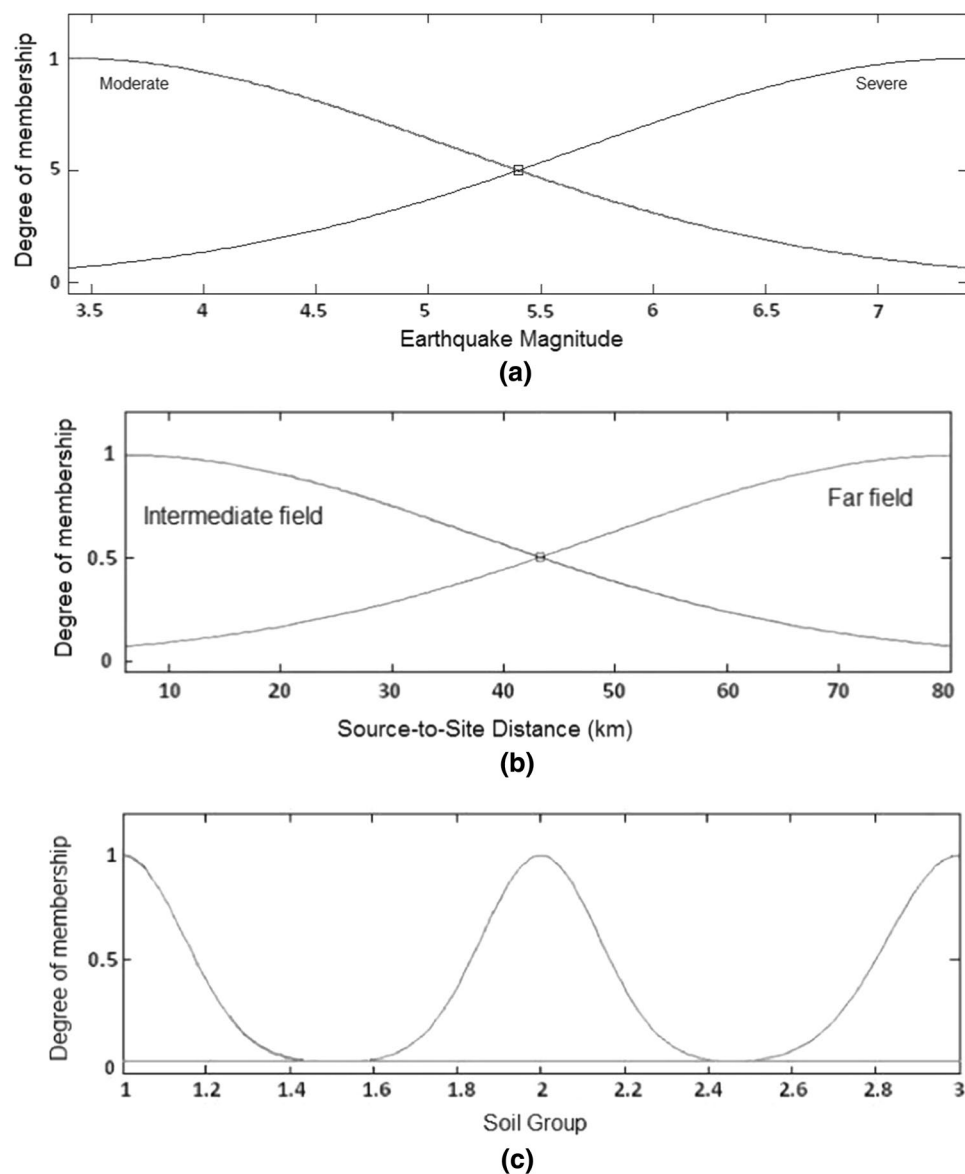 Degree of membership
1
5
0
Moderate
Severe
3.5 4 4.5 5 5.5 6 6.5 7
Earthquake Magnitude
(a)
Degree of membership
1
0.5
0
Intermediate field
Far field
10 20 30 40 50 60 70 80
Source-to-Site Distance (km)
(b)
Degree of membership
1
0.5
0
1 1.2 1.4 1.6 1.8 2 2.2 2.4 2.6 2.8 3
Soil Group
(c)